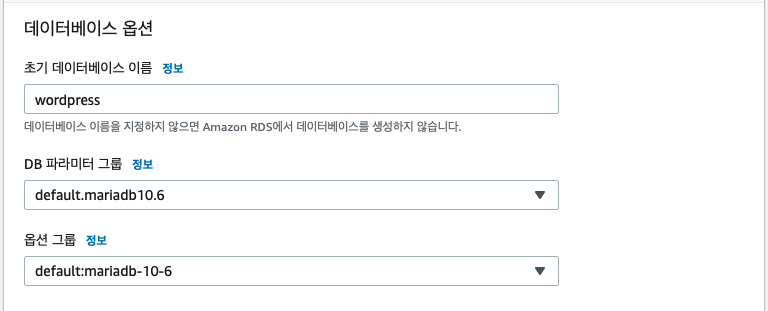 데이터베이스 옵션
초기 데이터베이스 이름 정보
wordpress
데이터베이스 이름을 지정하지 않으면 Amazon RDS에서 데이터베이스를 생성하지 않습니다.
DB 파라미터 그룹 정보
default.mariadb10.6
옵션 그룹 정보
default:mariadb-10-6